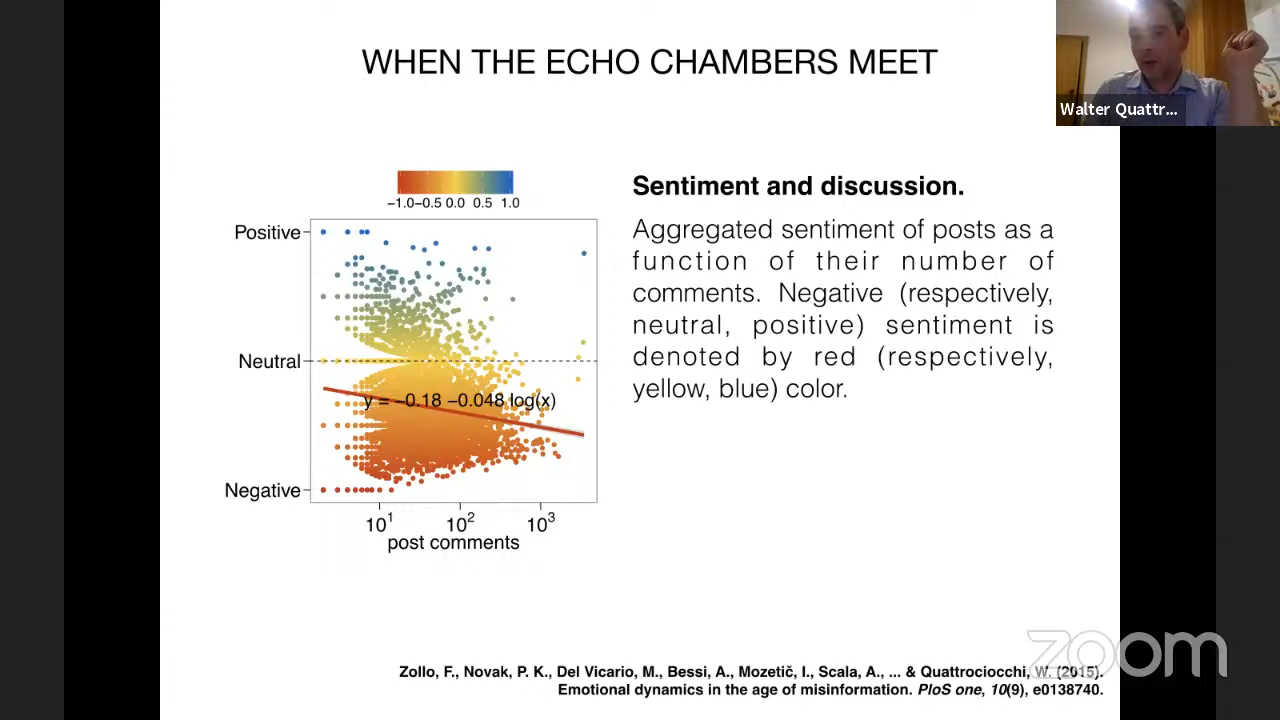 WHEN THE ECHO CHAMBERS MEET
Walter Quattr...
−1.0−0.5 0.0 0.5 1.0
Sentiment and discussion.
Aggregated sentiment of posts as a
function of their number of
comments. Negative (respectively,
neutral, positive) sentiment is
denoted by red (respectively,
yellow, blue) color.
Positive
Neutral
y = −0.18 −0.048 log(x)
Negative
10¹ 10² 10³
post comments
zoom
Zollo, F., Novak, P. K., Del Vicario, M., Bessi, A., Mozetič, I., Scala, A., ... & Quattrociocchi, W. (2015).
Emotional dynamics in the age of misinformation. PloS one, 10(9), e0138740.